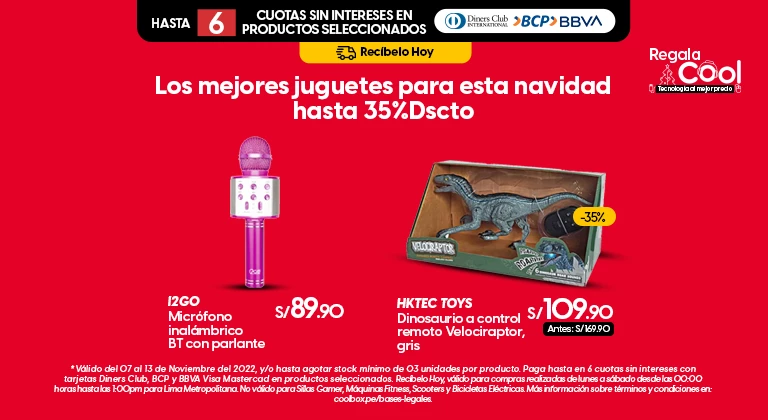 HASTA 6 CUOTAS SIN INTERESES EN
PRODUCTOS SELECCIONADOS
Diners Club
INTERNATIONAL
BCP
BBVA
Recíbelo Hoy
Regala
COOl
Tecnología al mejor precio
Los mejores juguetes para esta navidad
hasta 35%Dscto
-35%
VELOCIRAPTOR
I2GO
Micrófono
inalámbrico
BT con parlante
S/89.90
HKTEC TOYS
Dinosaurio a control
remoto Velociraptor,
gris
S/109.90
Antes: S/169.90
*Válido del 07 al 13 de Noviembre del 2022, y/o hasta agotar stock mínimo de 03 unidades por producto. Paga hasta en 6 cuotas sin intereses con
tarjetas Diners Club, BCP y BBVA Visa Mastercad en productos seleccionados. Recíbelo Hoy, válido para compras realizadas de lunes a sábado desde las 00:00
horas hasta las 1:00pm para Lima Metropolitana. No válido para Sillas Gamer, Máquinas Fitness, Scooters y Bicicletas Eléctricas. Más información sobre términos y condiciones en:
coolbox.pe/bases-legales.